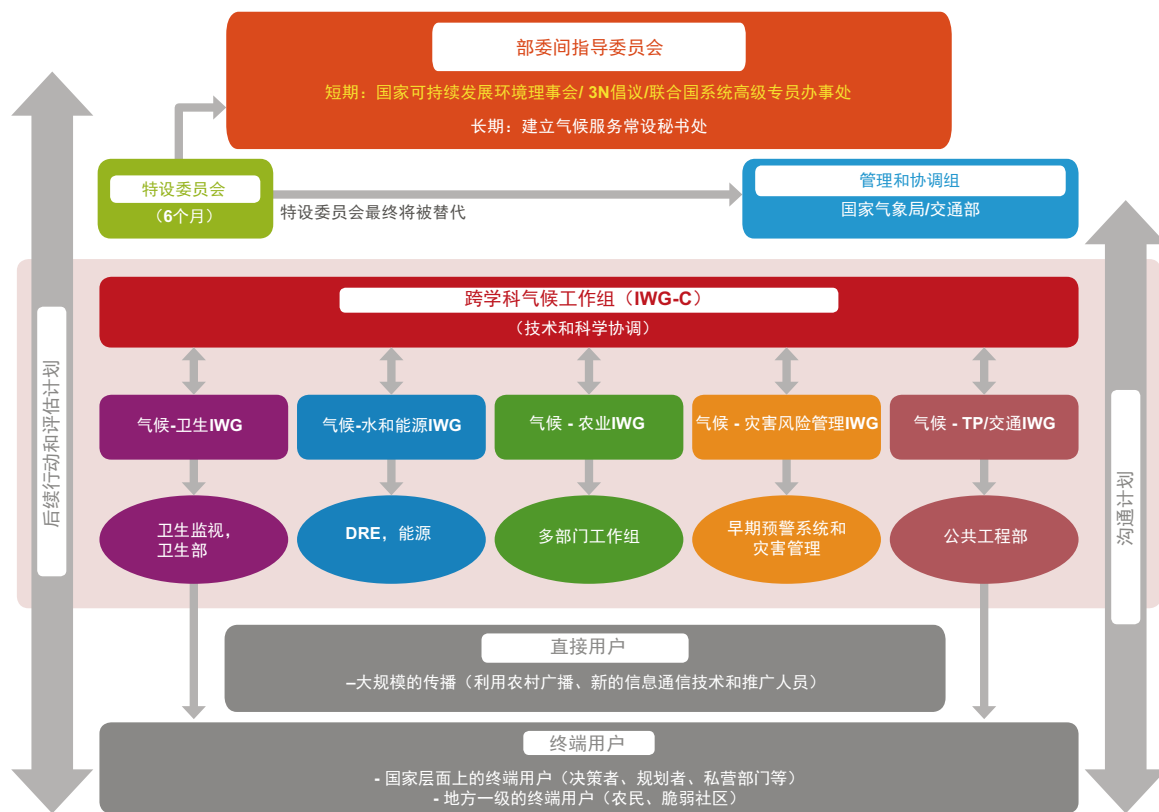 部委间指导委员会
短期：国家可持续发展环境理事会/ 3N倡议/联合国系统高级专员办事处
长期：建立气候服务常设秘书处
特设委员会
（6个月）
特设委员会最终将被替代
管理和协调组
国家气象局/交通部
跨学科气候工作组（IWG-C）
（技术和科学协调）
后续行动和评估计划
沟通计划
气候-卫生IWG
气候-水和能源IWG
气候 - 农业IWG
气候 - 灾害风险管理IWG
气候 - TP/交通IWG
卫生监视，
卫生部
DRE，能源
多部门工作组
早期预警系统和
灾害管理
公共工程部
直接用户
–大规模的传播（利用农村广播、新的信息通信技术和推广人员）
终端用户
- 国家层面上的终端用户（决策者、规划者、私营部门等）
- 地方一级的终端用户（农民、脆弱社区）